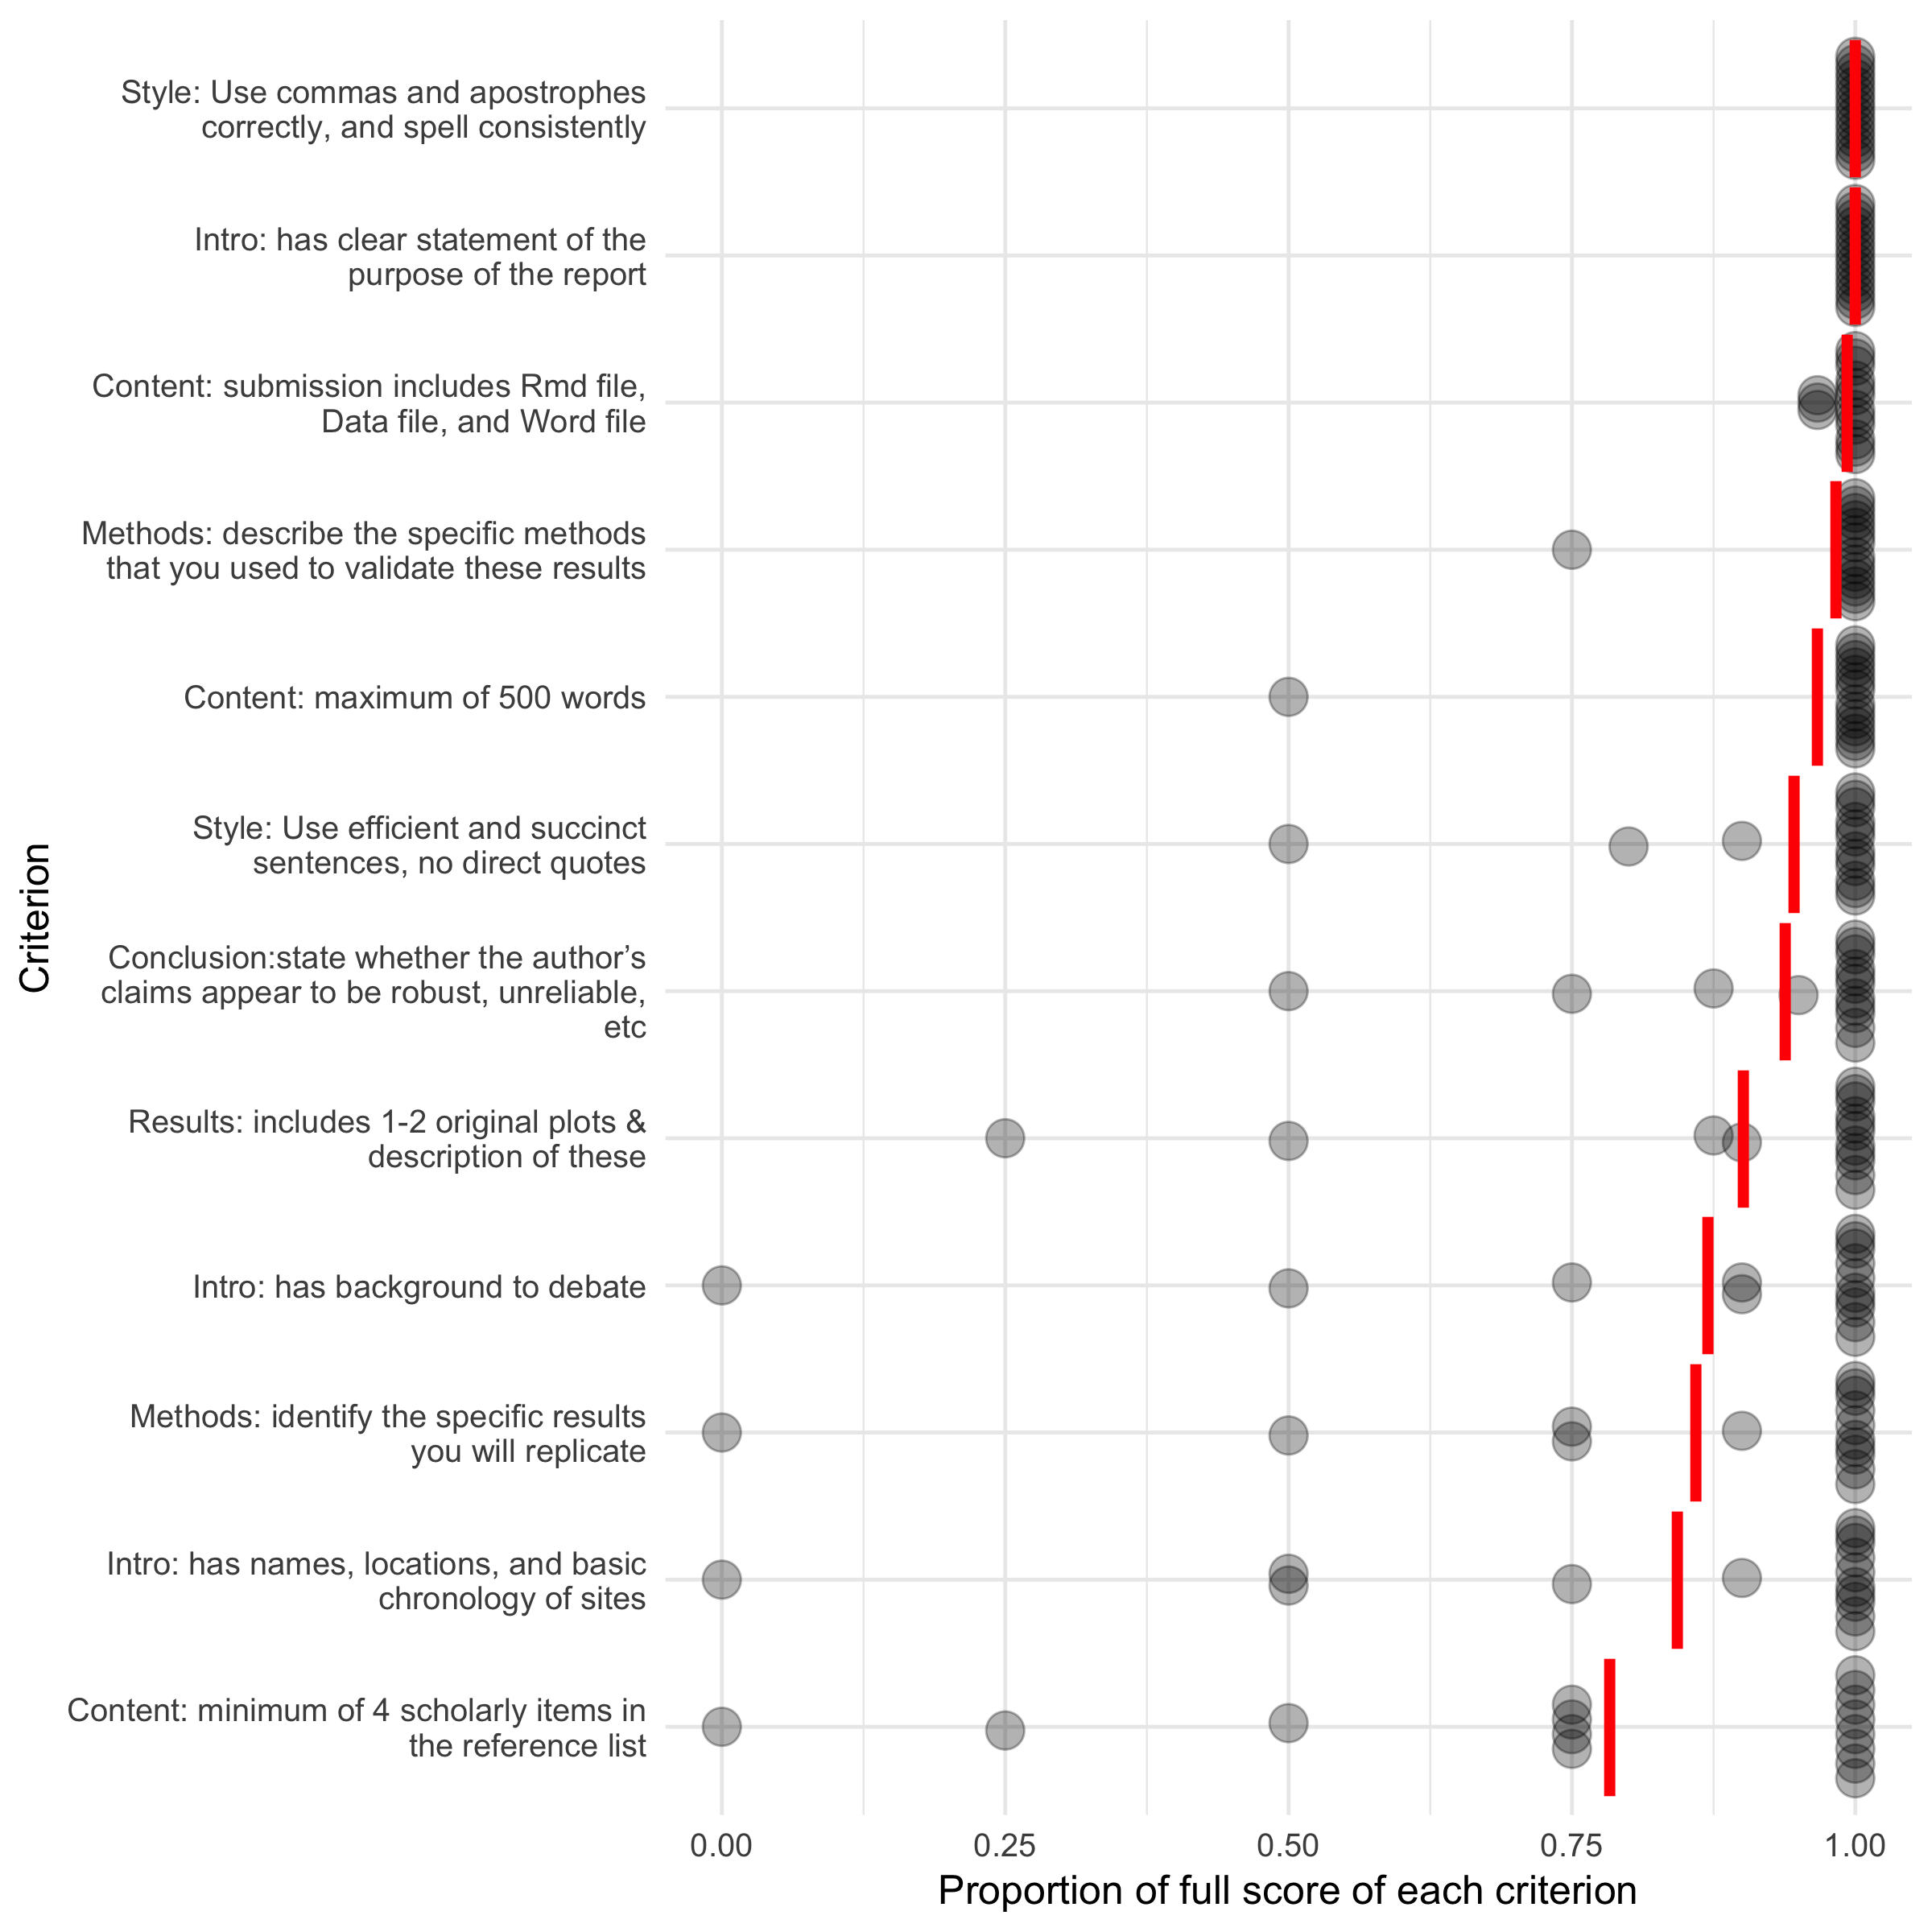 Style: Use commas and apostrophes
correctly, and spell consistently
Intro: has clear statement of the
purpose of the report
Content: submission includes Rmd file,
Data file, and Word file
Methods: describe the specific methods
that you used to validate these results
Content: maximum of 500 words
Style: Use efficient and succinct
sentences, no direct quotes
Conclusion:state whether the author’s
claims appear to be robust, unreliable,
etc
Results: includes 1-2 original plots &
description of these
Intro: has background to debate
Methods: identify the specific results
you will replicate
Intro: has names, locations, and basic
chronology of sites
Content: minimum of 4 scholarly items in
the reference list
Criterion
0.00 0.25 0.50 0.75 1.00
Proportion of full score of each criterion